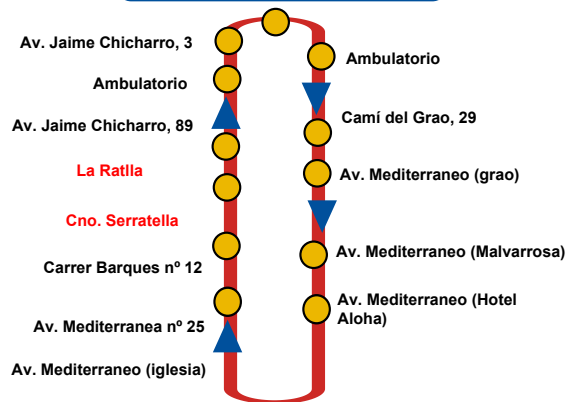 Av. Jaime Chicharro, 3
Ambulatorio
Av. Jaime Chicharro, 89
La Ratlla
Cno. Serratella
Carrer Barques nº 12
Av. Mediterranea nº 25
Av. Mediterraneo (iglesia)
Ambulatorio
Camí del Grao, 29
Av. Mediterraneo (grao)
Av. Mediterraneo (Malvarrosa)
Av. Mediterraneo (Hotel
Aloha)